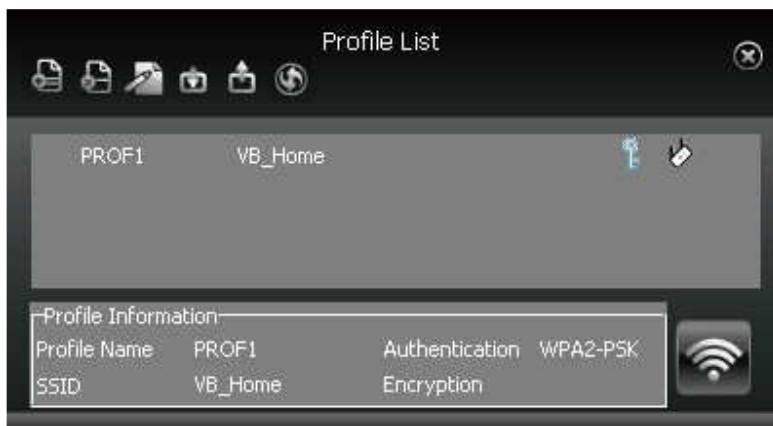 Profile List
PROF1 VB_Home
Profile Information
Profile Name PROF1 Authentication WPA2-PSK
SSID VB_Home Encryption